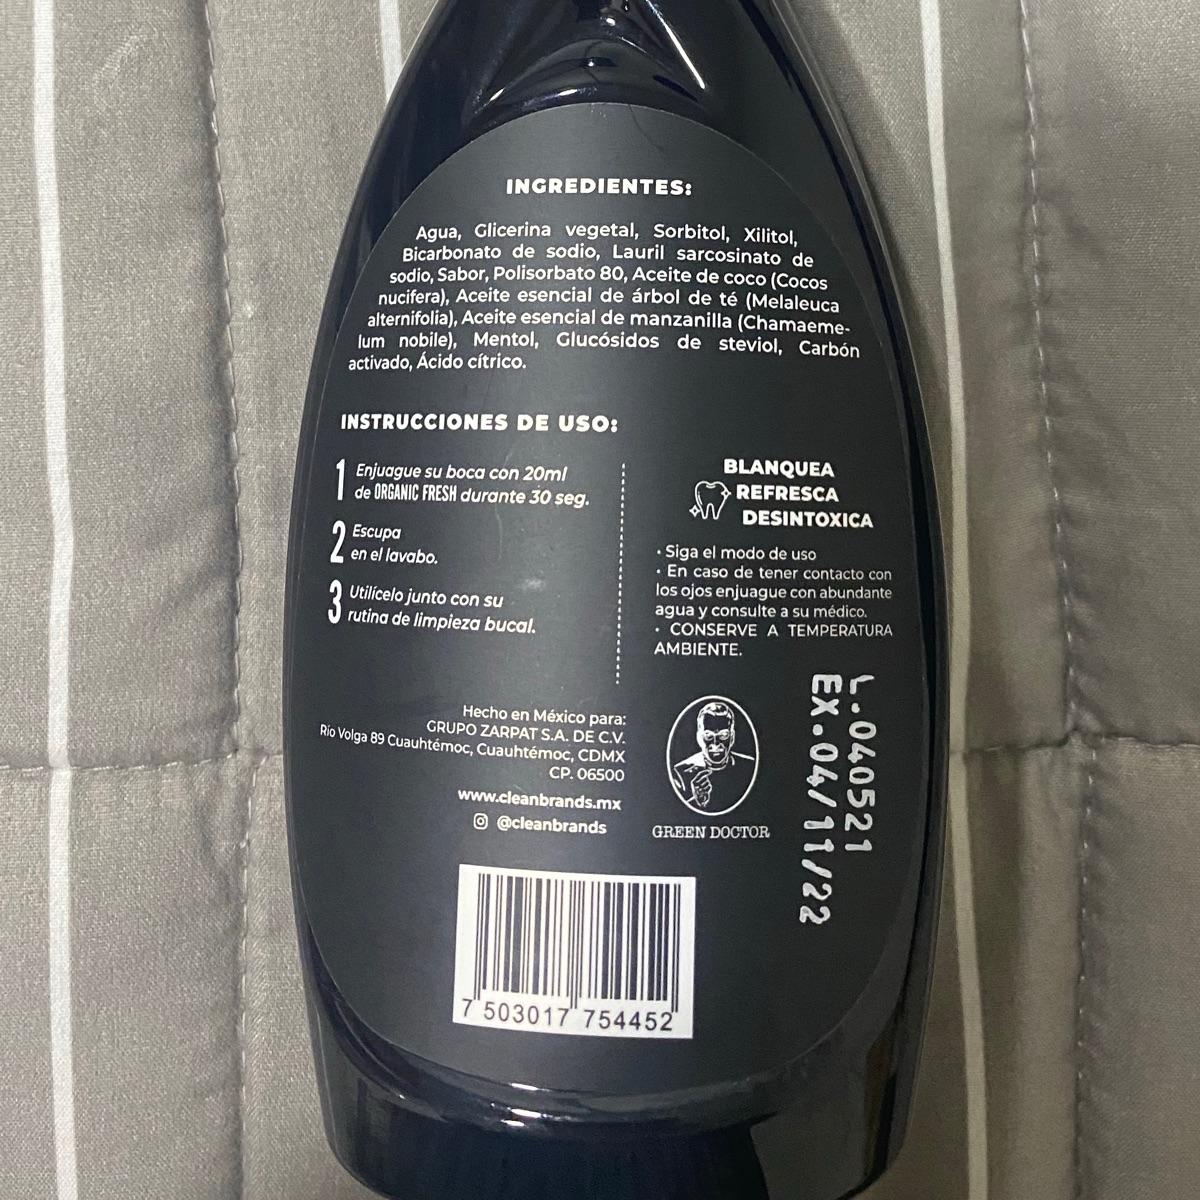 INGREDIENTES:
Agua, Glicerina vegetal, Sorbitol, Xilitol,
Bicarbonato de sodio, Lauril sarcosinato de
sodio, Sabor, Polisorbato 80, Aceite de coco (Cocos
nucifera), Aceite esencial de árbol de té (Melaleuca
alternifolia), Aceite esencial de manzanilla (Chamaeme-
lum nobile), Mentol, Glucósidos de steviol, Carbón
activado, Ácido cítrico.
INSTRUCCIONES DE USO:
1 Enjuague su boca con 20ml
de ORGANIC FRESH durante 30 seg.
2 Escupa
en el lavabo.
3 Utilícelo junto con su
rutina de limpieza bucal.
BLANQUEA
REFRESCA
DESINTOXICA
· Siga el modo de uso
· En caso de tener contacto con
los ojos enjuague con abundante
agua y consulte a su médico.
· CONSERVE A TEMPERATURA
AMBIENTE.
Hecho en México para:
GRUPO ZARPAT S.A. DE C.V.
Río Volga 89 Cuauhtémoc, Cuauhtémoc, CDMX
CP. 06500
www.cleanbrands.mx
@cleanbrands
GREEN DOCTOR
L.040521
EX.04/11/22
7 503017 754452